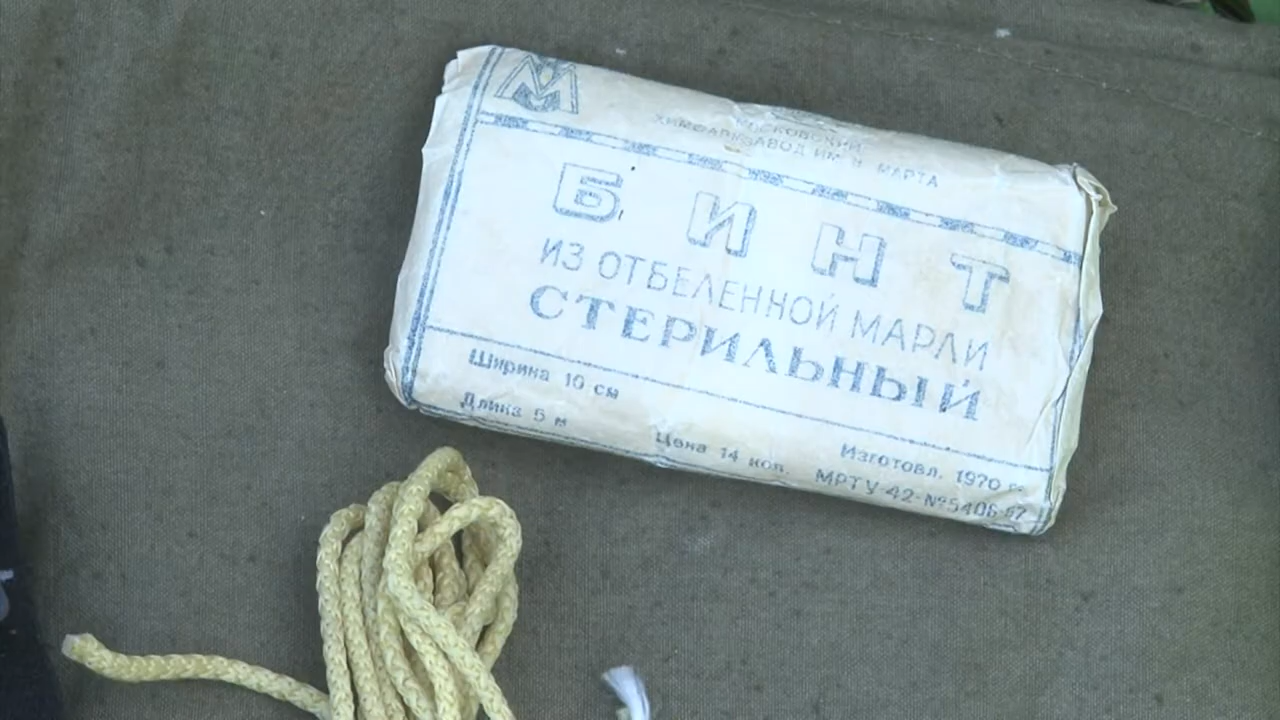 МОСКОВСКИЙ
ХИМФАРМЗАВОД ИМ 8 МАРТА
БИНТ
ИЗ ОТБЕЛЕННОЙ МАРЛИ
СТЕРИЛЬНЫЙ
Ширина 10 см
Длина 5 м
Цена 14 коп.
Изготовл. 1970 г.
МРТУ-42-№5406-67